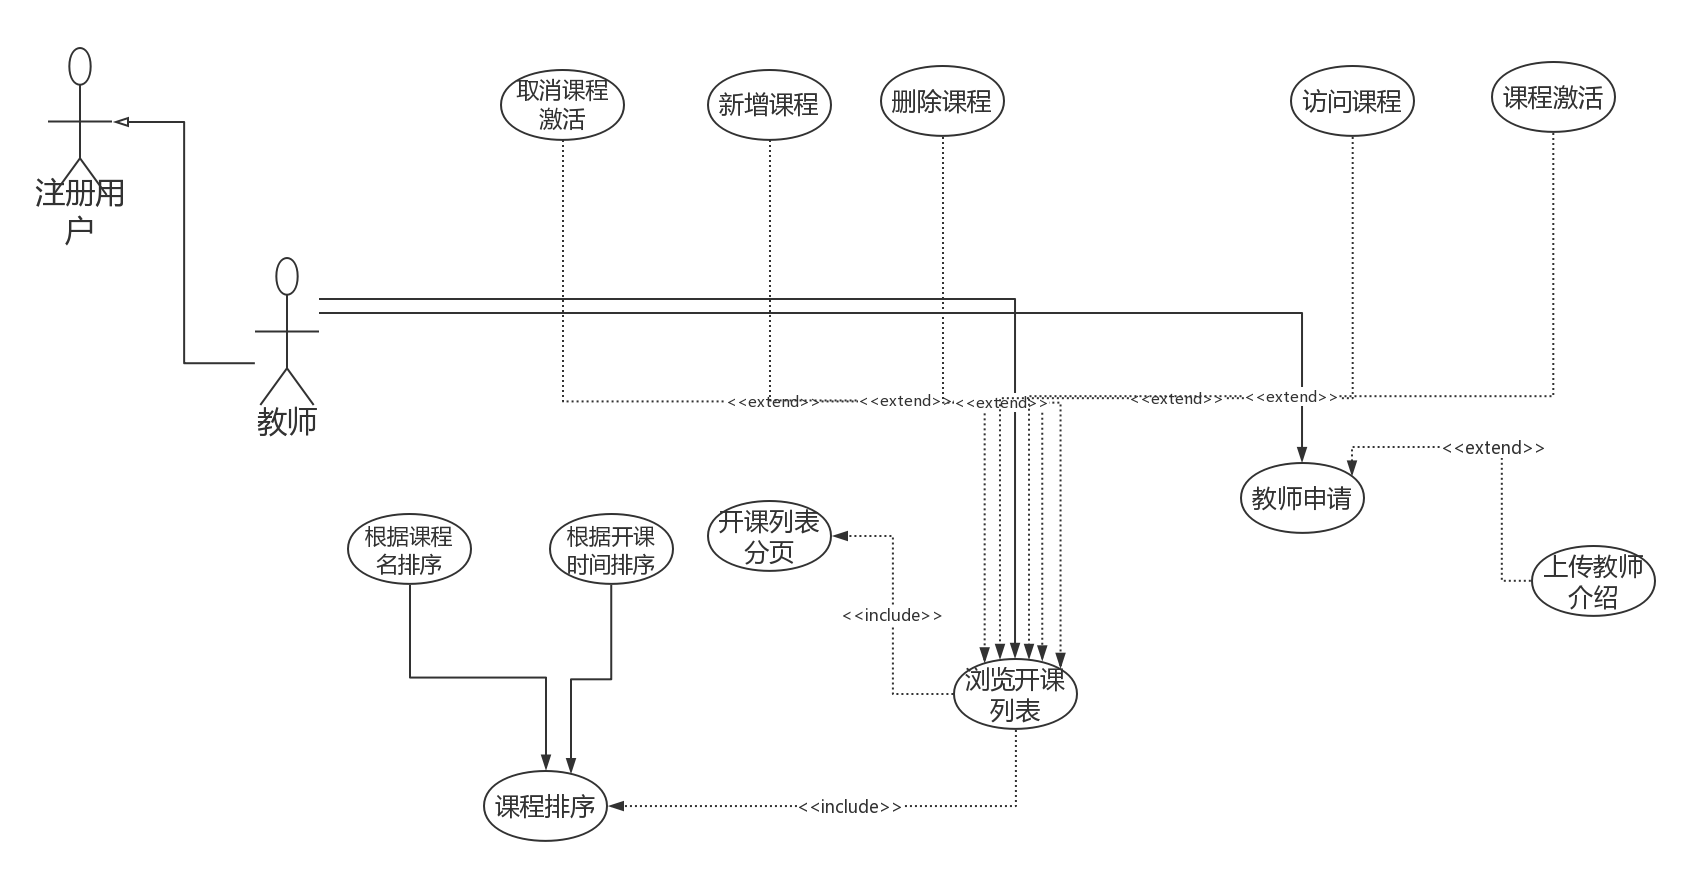 取消课程
激活
新增课程
删除课程
访问课程
课程激活
注册用
户
教师
<<extend>>
<<extend>>
<<extend>>
<<extend>>
<<extend>>
<<extend>>
教师申请
根据课程
名排序
根据开课
时间排序
开课列表
分页
上传教师
介绍
<<include>>
浏览开课
列表
课程排序
<<include>>